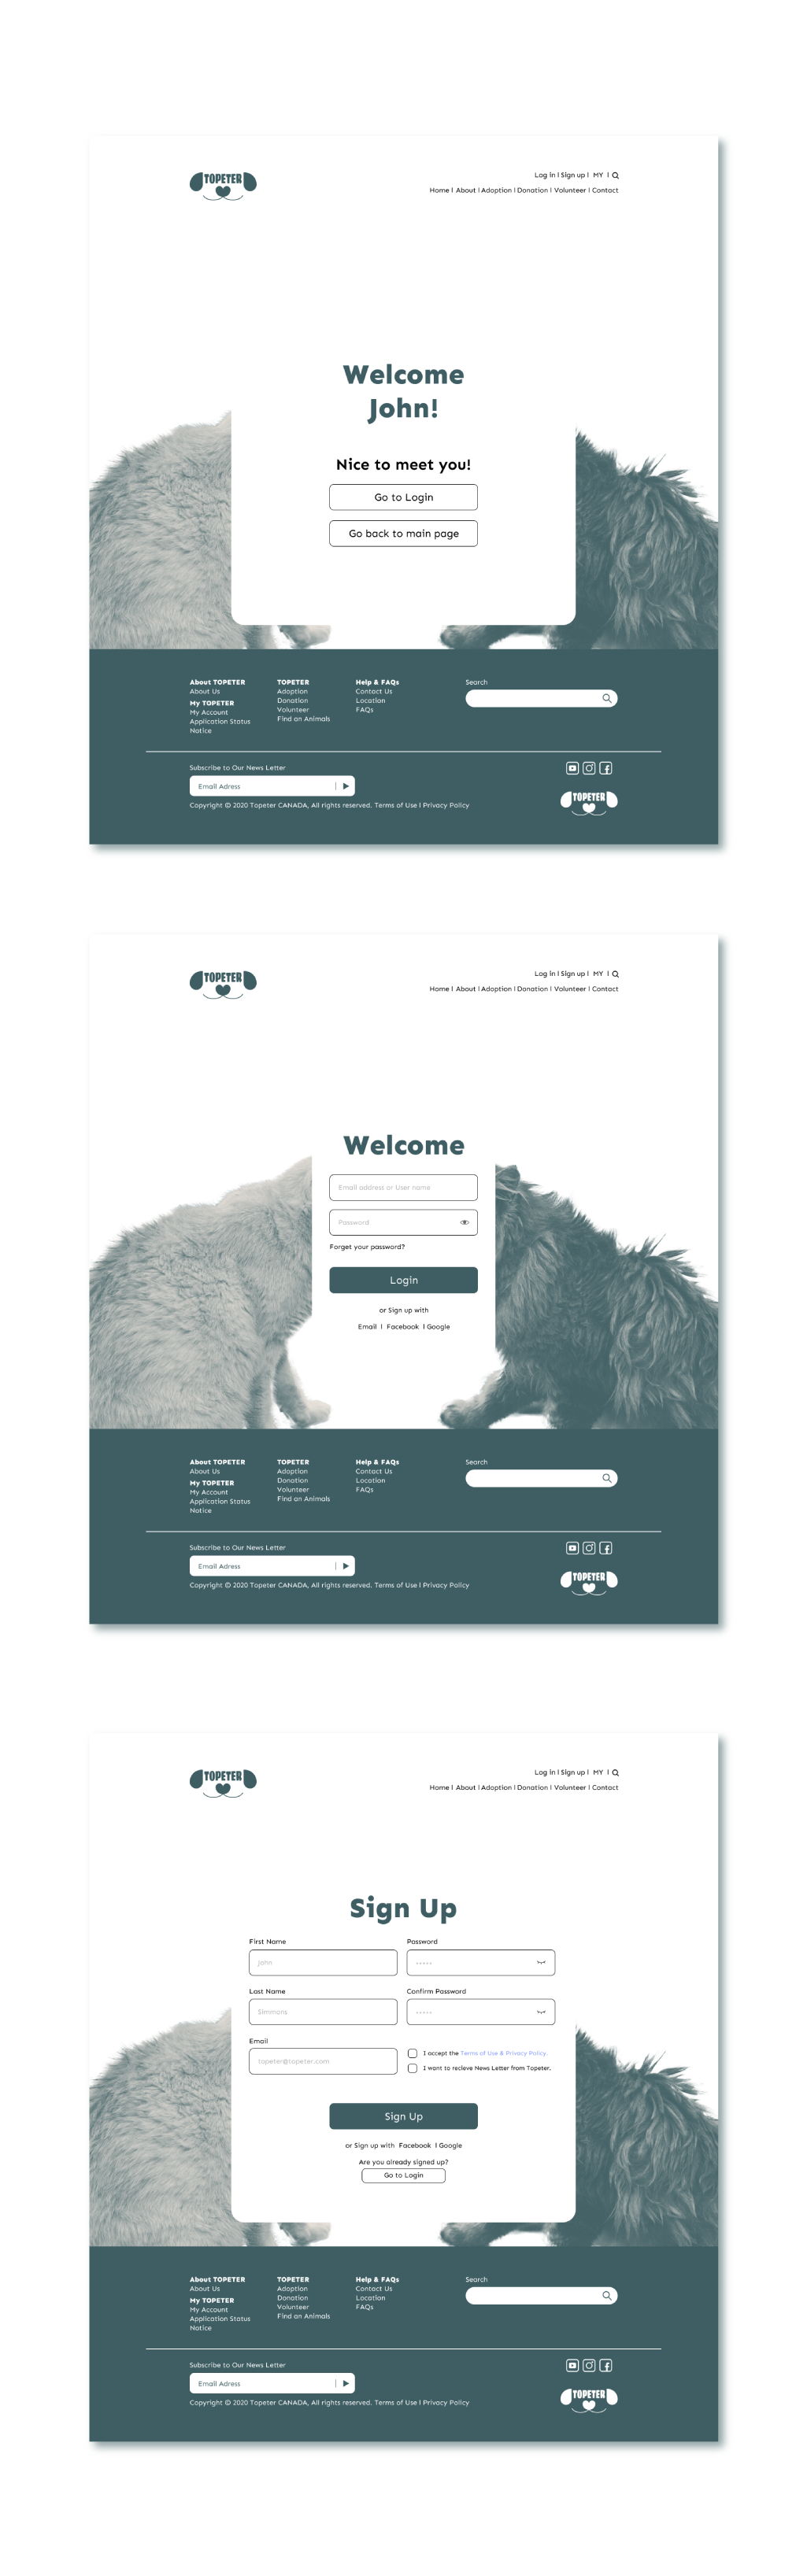 TOPETER
Log in | Sign up | MY |
Home | About | Adoption | Donation | Volunteer | Contact
Welcome
John!
Nice to meet you!
Go to Login
Go back to main page
About TOPETER
About Us
My TOPETER
My Account
Application Status
Notice
TOPETER
Adoption
Donation
Volunteer
Find an Animals
Help & FAQs
Contact Us
Location
FAQs
Search
Subscribe to Our News Letter
Email Adress
Copyright © 2020 Topeter CANADA, All rights reserved. Terms of Use | Privacy Policy
TOPETER
TOPETER
Log in | Sign up | MY |
Home | About | Adoption | Donation | Volunteer | Contact
Welcome
Email address or User name
Password
Forget your password?
Login
or Sign up with
Email | Facebook | Google
About TOPETER
About Us
My TOPETER
My Account
Application Status
Notice
TOPETER
Adoption
Donation
Volunteer
Find an Animals
Help & FAQs
Contact Us
Location
FAQs
Search
Subscribe to Our News Letter
Email Adress
Copyright © 2020 Topeter CANADA, All rights reserved. Terms of Use | Privacy Policy
TOPETER
TOPETER
Log in | Sign up | MY |
Home | About | Adoption | Donation | Volunteer | Contact
Sign Up
First Name
John
Last Name
Simmons
Email
topeter@topeter.com
Password
*****
Confirm Password
*****
I accept the Terms of Use & Privacy Policy.
I want to recieve News Letter from Topeter.
Sign Up
or Sign up with Facebook | Google
Are you already signed up?
Go to Login
About TOPETER
About Us
My TOPETER
My Account
Application Status
Notice
TOPETER
Adoption
Donation
Volunteer
Find an Animals
Help & FAQs
Contact Us
Location
FAQs
Search
Subscribe to Our News Letter
Email Adress
Copyright © 2020 Topeter CANADA, All rights reserved. Terms of Use | Privacy Policy
TOPETER